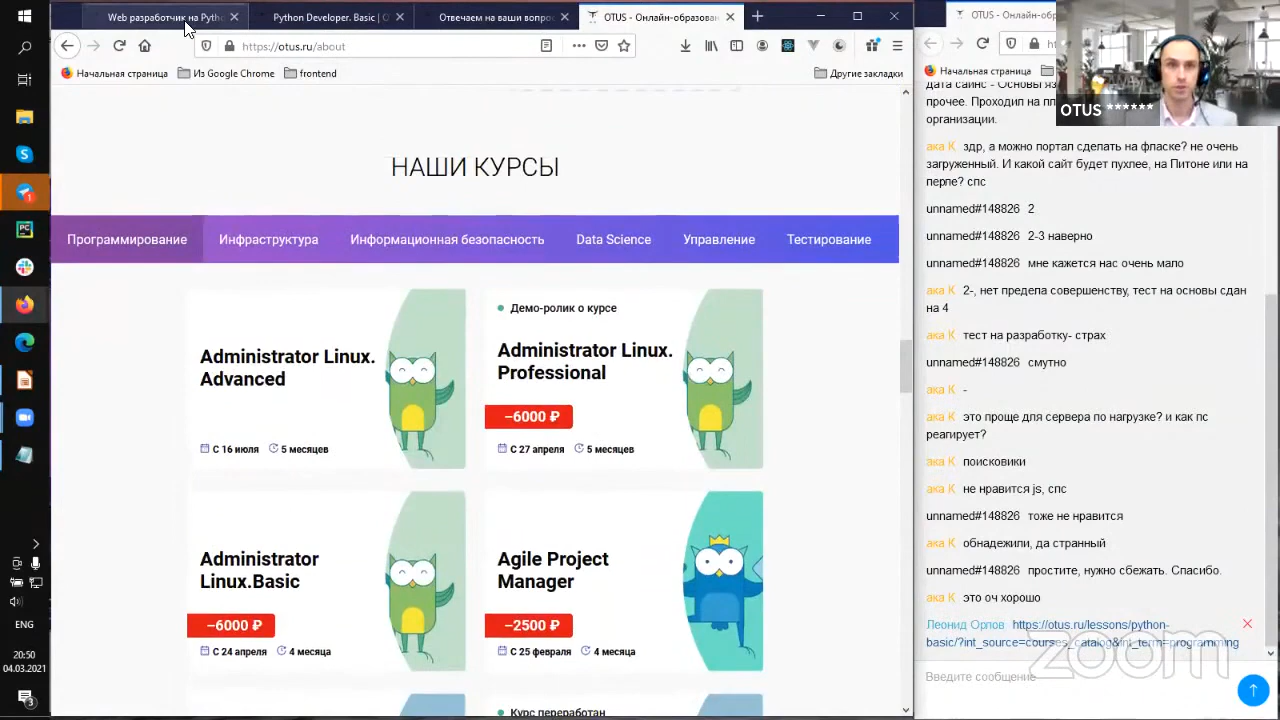 Web разработчик на Pytho
Python Developer. Basic | O
Отвечаем на ваши вопрос
OTUS - Онлайн-образован
https://otus.ru/about
Начальная страница
Из Google Chrome
frontend
Другие закладки
НАШИ КУРСЫ
Программирование
Инфраструктура
Информационная безопасность
Data Science
Управление
Тестирование
Administrator Linux.
Advanced
С 16 июля
5 месяцев
Демо-ролик о курсе
Administrator Linux.
Professional
−6000 ₽
С 27 апреля
5 месяцев
Administrator
Linux.Basic
−6000 ₽
С 24 апреля
4 месяца
Agile Project
Manager
−2500 ₽
С 25 февраля
4 месяца
Курс переработан
ENG
20:50
04.03.2021
3
Начальная страница
OTUS ******
дата саинс - Основы яз
прочее. Проходил на пл
организации.
ака K здр, а можно портал сделать на фласке? не очень
загруженный. И какой сайт будет пухлее, на Питоне или на
перле? спс
unnamed#148826 2
unnamed#148826 2-3 наверно
unnamed#148826 мне кажется нас очень мало
ака K 2-, нет предела совершенству, тест на основы сдан
на 4
ака K тест на разработку- страх
unnamed#148826 смутно
ака K -
ака K это проще для сервера по нагрузке? и как пс
реагирует?
ака K поисковики
ака K не нравится js, спс
unnamed#148826 тоже не нравится
ака K обнадежили, да странный
unnamed#148826 простите, нужно сбежать. Спасибо.
ака K это оч хорошо
Леонид Орлов https://otus.ru/lessons/python-
basic/?int_source=courses_catalog&int_term=programming
Введите сообщение
zoom